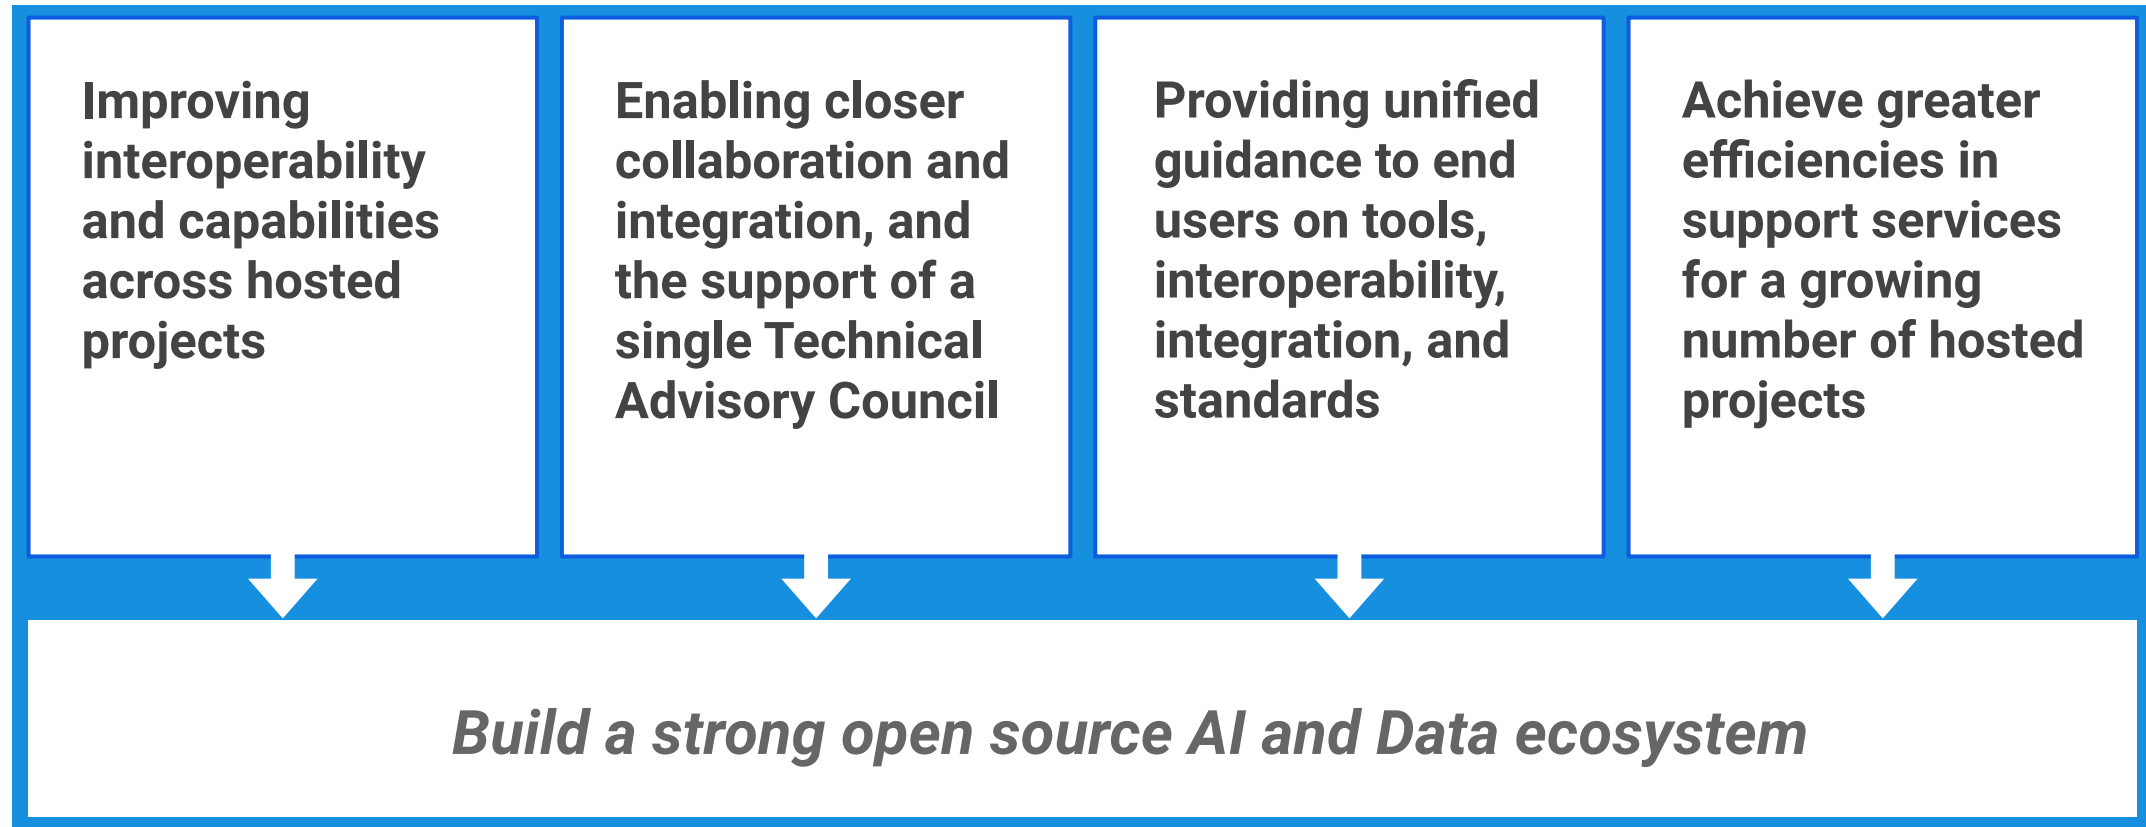 Improving
interoperability
and capabilities
across hosted
projects
Enabling closer
collaboration and
integration, and
the support of a
single Technical
Advisory Council
Providing unified
guidance to end
users on tools,
interoperability,
integration, and
standards
Achieve greater
efficiencies in
support services
for a growing
number of hosted
projects
Build a strong open source AI and Data ecosystem